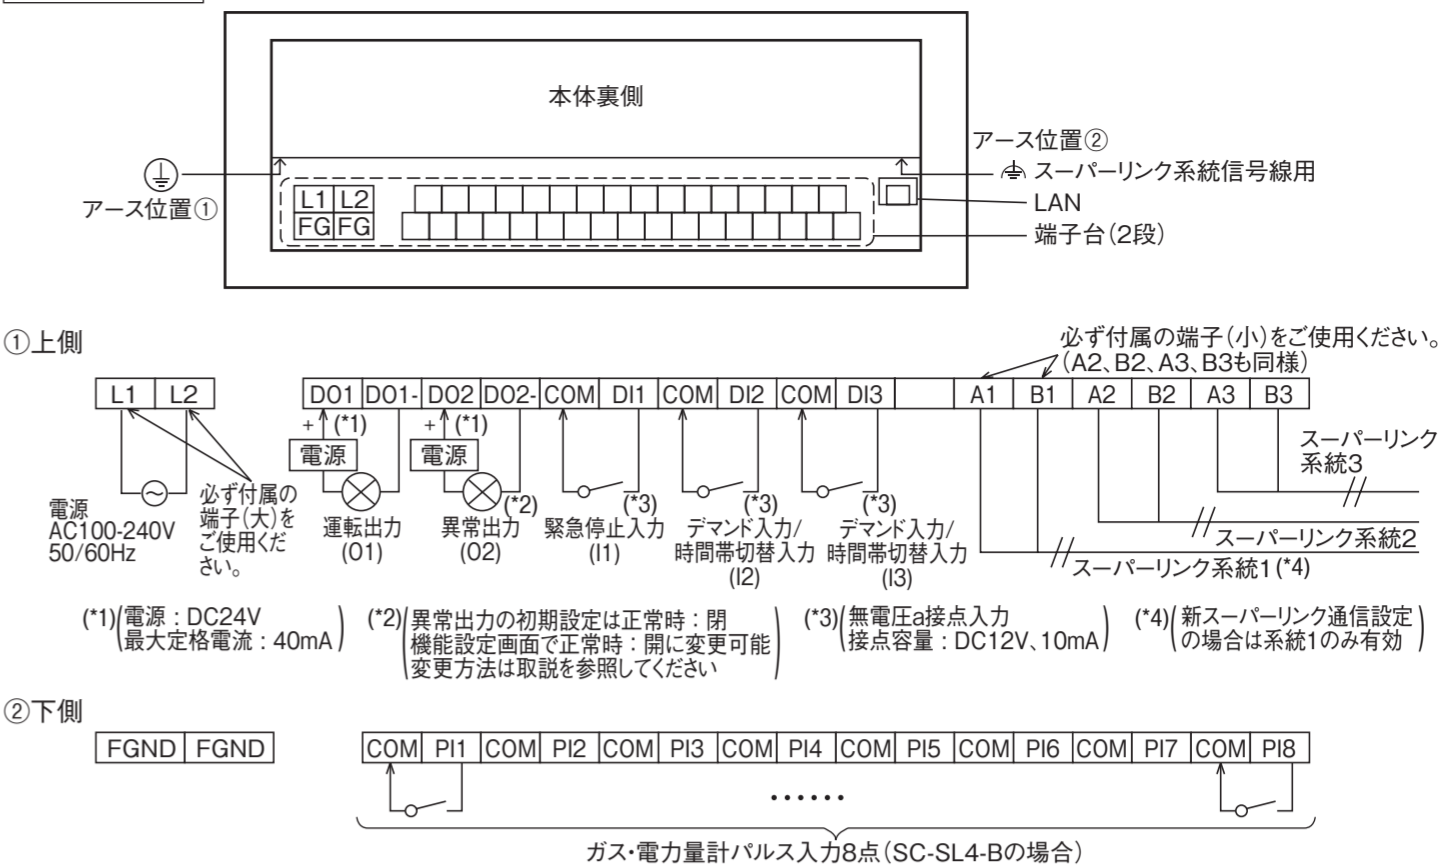 本体裏側
アース位置①
アース位置②
スーパーリンク系統信号線用
LAN
端子台(2段)
L1 L2
FG FG
①上側
必ず付属の端子(小)をご使用ください。
(A2、B2、A3、B3も同様)
L1 L2 DO1 DO1- DO2 DO2- COM DI1 COM DI2 COM DI3 A1 B1 A2 B2 A3 B3
+ (*1)
電源
+ (*1)
電源
電源
AC100-240V
50/60Hz
必ず付属の
端子(大)を
ご使用くだ
さい。
運転出力
(O1)
(*2)
異常出力
(O2)
(*3)
緊急停止入力
(I1)
(*3)
デマンド入力/
時間帯切替入力
(I2)
(*3)
デマンド入力/
時間帯切替入力
(I3)
スーパーリンク
系統3
スーパーリンク系統2
スーパーリンク系統1(*4)
(*1)(電源:DC24V
最大定格電流:40mA)
(*2)(異常出力の初期設定は正常時:閉
機能設定画面で正常時:開に変更可能
変更方法は取説を参照してください)
(*3)(無電圧a接点入力
接点容量:DC12V、10mA)
(*4)(新スーパーリンク通信設定
の場合は系統1のみ有効)
②下側
FGND FGND COM PI1 COM PI2 COM PI3 COM PI4 COM PI5 COM PI6 COM PI7 COM PI8
……
ガス・電力量計パルス入力8点(SC-SL4-Bの場合)